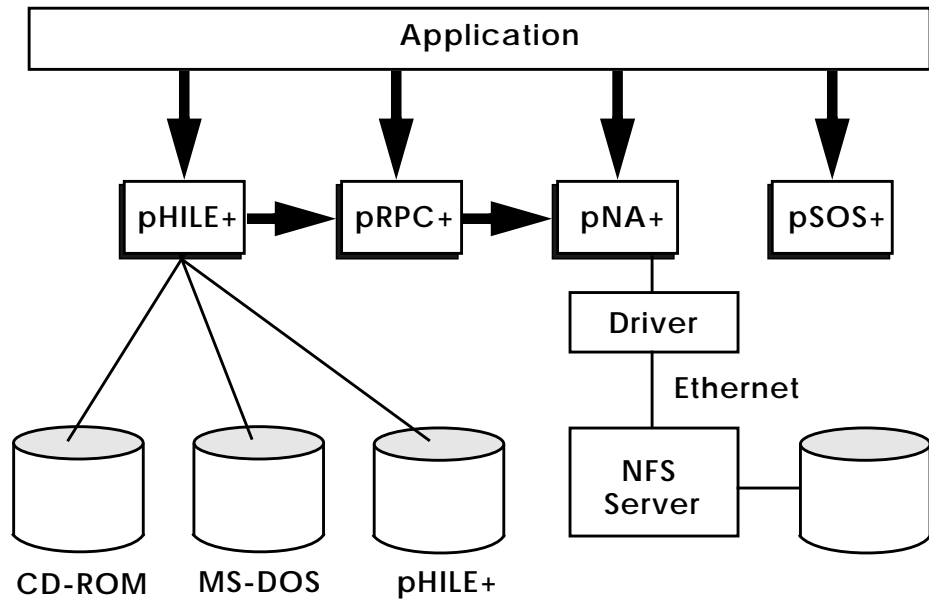 Application
pHILE+
pRPC+
pNA+
pSOS+
Driver
Ethernet
NFS
Server
CD-ROM
MS-DOS
pHILE+